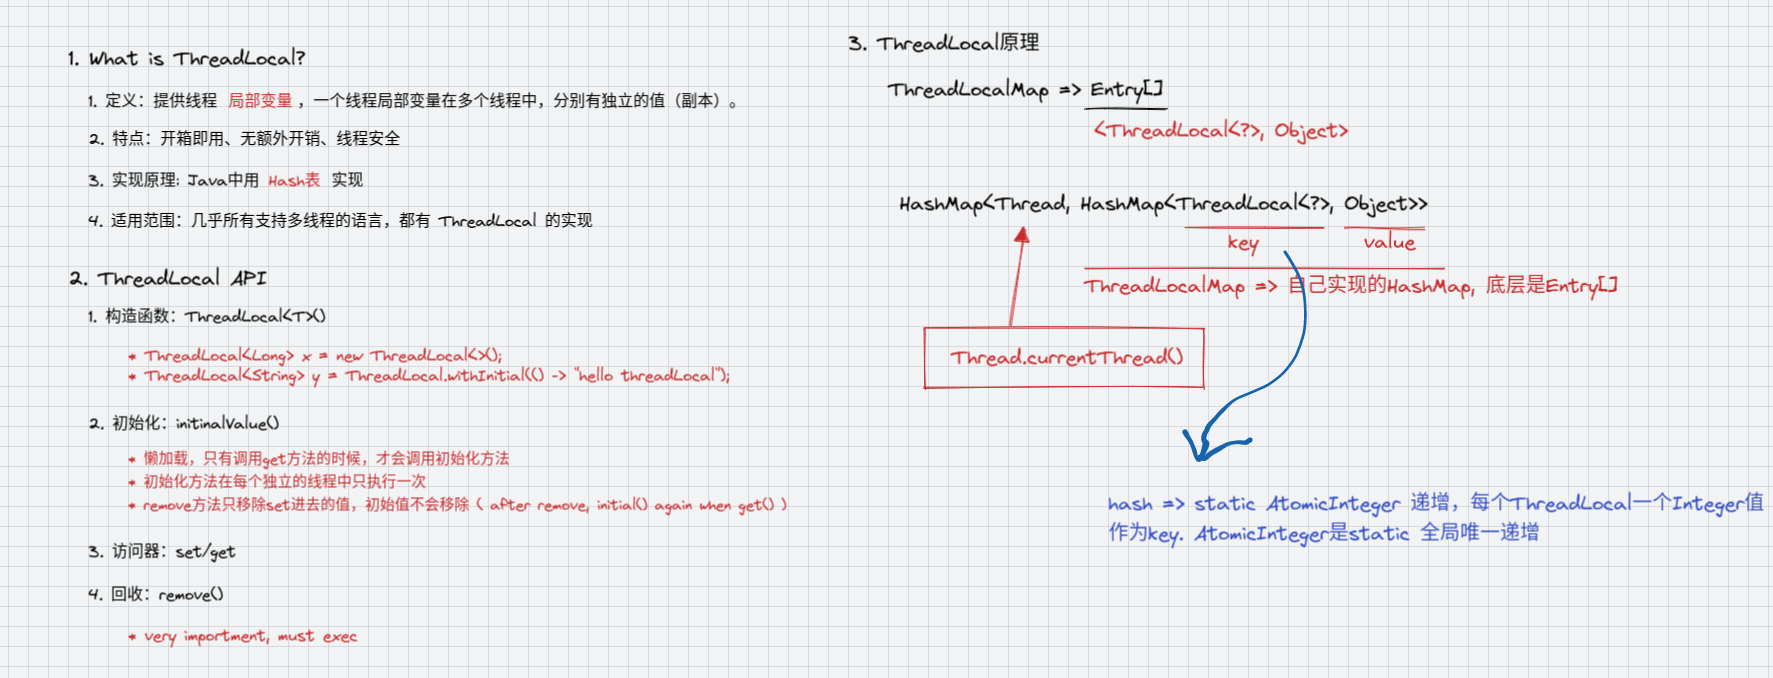 1. What is ThreadLocal?
1. 定义：提供线程 局部变量 ，一个线程局部变量在多个线程中，分别有独立的值（副本）。
2. 特点：开箱即用、无额外开销、线程安全
3. 实现原理: Java中用 Hash表 实现
4. 适用范围：几乎所有支持多线程的语言，都有 ThreadLocal 的实现
2. ThreadLocal API
1. 构造函数：ThreadLocal<T>()
* ThreadLocal<Long> x = new ThreadLocal<>();
* ThreadLocal<String> y = ThreadLocal.withInitial(() -> "hello threadLocal");
2. 初始化：initinalValue()
* 懒加载，只有调用get方法的时候，才会调用初始化方法
* 初始化方法在每个独立的线程中只执行一次
* remove方法只移除set进去的值，初始值不会移除（ after remove, initial() again when get() ）
3. 访问器：set/get
4. 回收：remove()
* very importment, must exec
3. ThreadLocal原理
ThreadLocalMap => Entry[]
<ThreadLocal<?>, Object>
HashMap<Thread, HashMap<ThreadLocal<?>, Object>>
key value
ThreadLocalMap => 自己实现的HashMap, 底层是Entry[]
Thread.currentThread()
hash => static AtomicInteger 递增，每个ThreadLocal一个Integer值
作为key. AtomicInteger是static 全局唯一递增